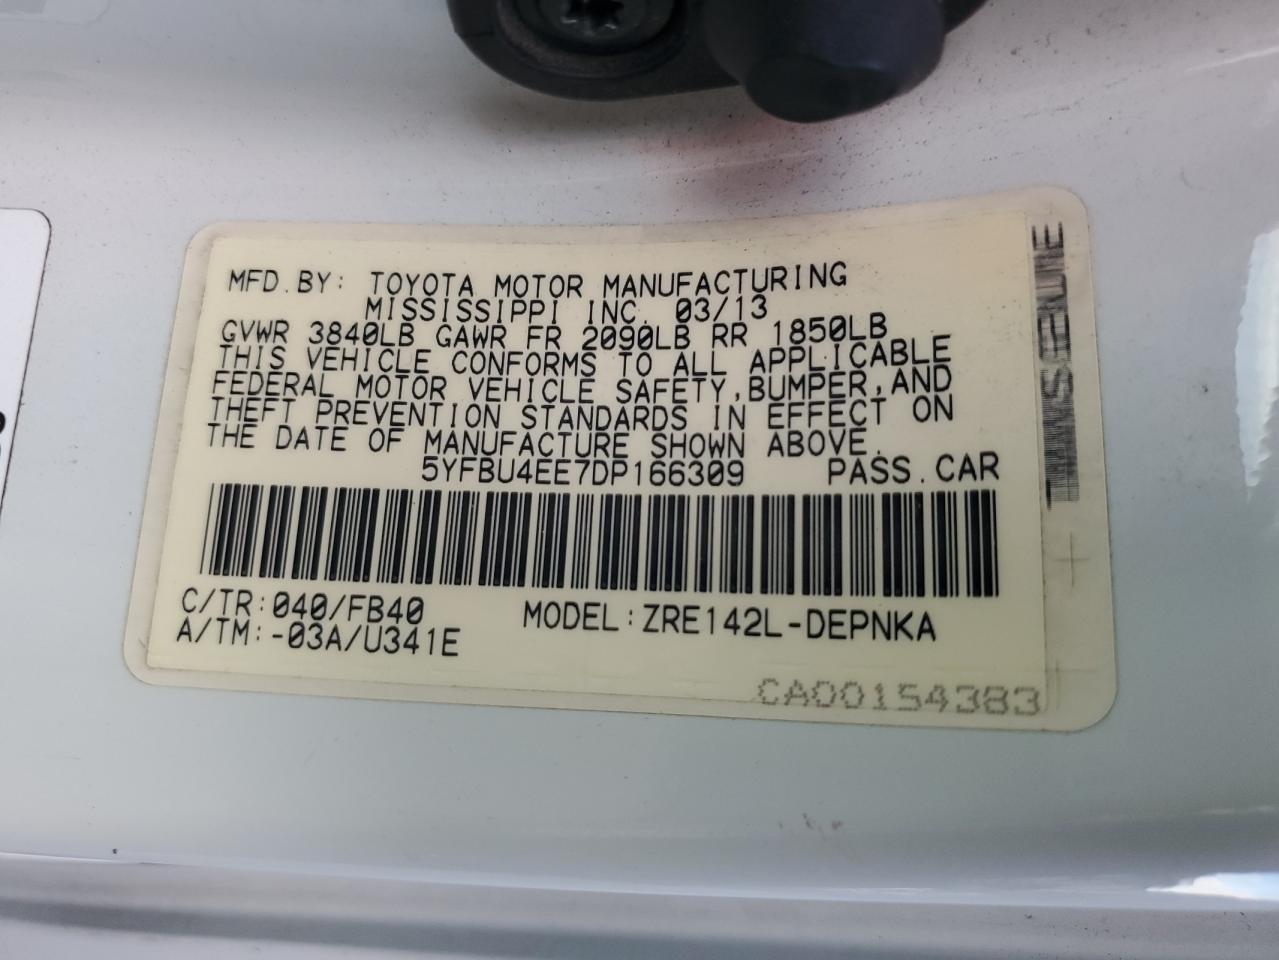 MFD.BY: TOYOTA MOTOR MANUFACTURING
MISSISSIPPI INC. 03/13
GVWR 3840LB GAWR FR 2090LB RR 1850LB
THIS VEHICLE CONFORMS TO ALL APPLICABLE
FEDERAL MOTOR VEHICLE SAFETY,BUMPER,AND
THEFT PREVENTION STANDARDS IN EFFECT ON
THE DATE OF MANUFACTURE SHOWN ABOVE.
5YFBU4EE7DP166309 PASS.CAR
C/TR:040/FB40 MODEL:ZRE142L-DEPNKA
A/TM:-03A/U341E
CA00154383